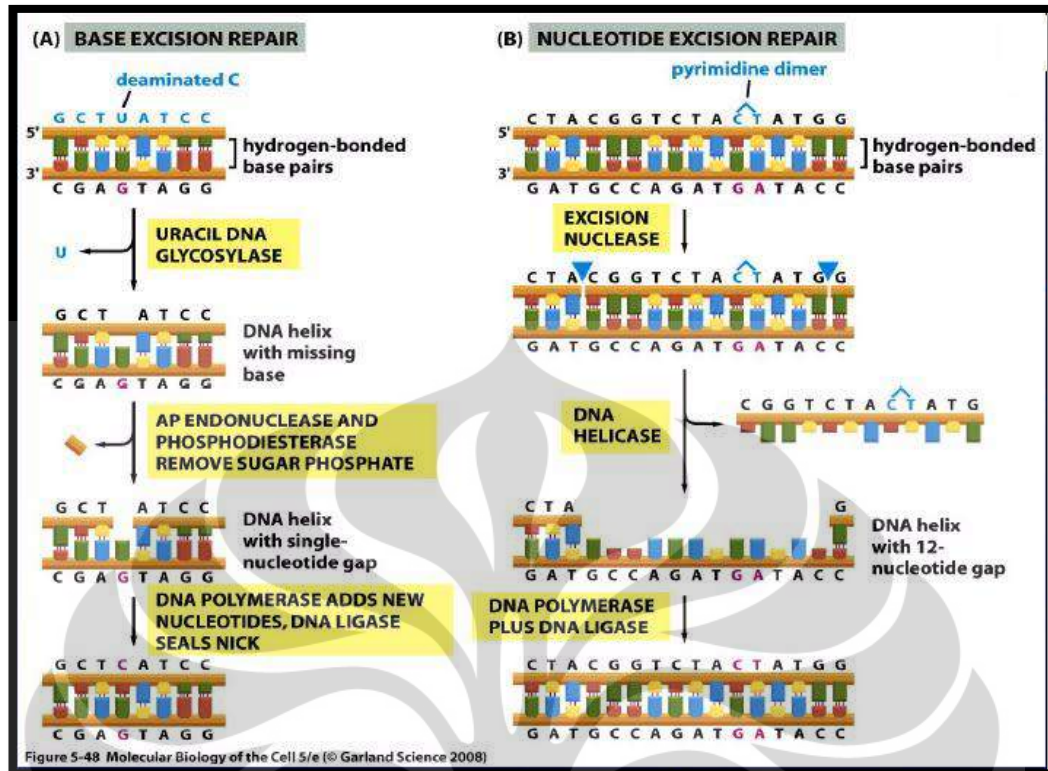 (A) BASE EXCISION REPAIR
deaminated C
G C T U A T C C
5'
hydrogen-bonded
base pairs
3'
C G A G T A G G
URACIL DNA
GLYCOSYLASE
U
G C T A T C C
DNA helix
with missing
base
C G A G T A G G
AP ENDONUCLEASE AND
PHOSPHODIESTERASE
REMOVE SUGAR PHOSPHATE
G C T A T C C
DNA helix
with single-
nucleotide gap
C G A G T A G G
DNA POLYMERASE ADDS NEW
NUCLEOTIDES, DNA LIGASE
SEALS NICK
G C T C A T C C
C G A G T A G G
(B) NUCLEOTIDE EXCISION REPAIR
pyrimidine dimer
C T A C G G T C T A C T A T G G
5'
hydrogen-bonded
base pairs
3'
G A T G C C A G A T G A T A C C
EXCISION
NUCLEASE
C T A C G G T C T A C T A T G G
G A T G C C A G A T G A T A C C
DNA
HELICASE
C G G T C T A C T A T G
C T A G
DNA helix
with 12-
nucleotide gap
G A T G C C A G A T G A T A C C
DNA POLYMERASE
PLUS DNA LIGASE
C T A C G G T C T A C T A T G G
G A T G C C A G A T G A T A C C
Figure 5-48 Molecular Biology of the Cell 5/e (© Garland Science 2008)